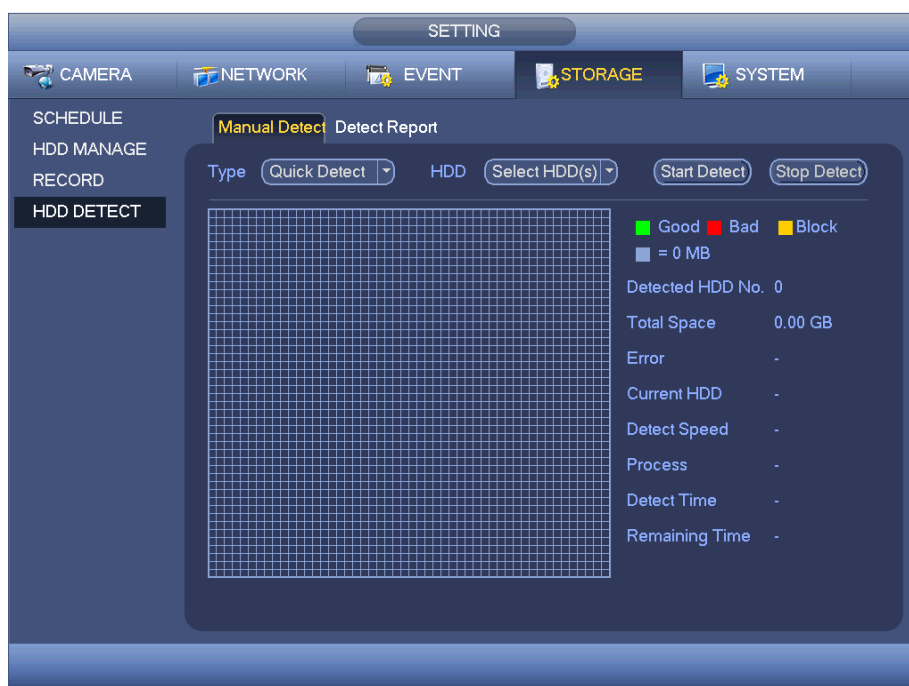 SETTING
CAMERA NETWORK EVENT STORAGE SYSTEM
SCHEDULE
HDD MANAGE
RECORD
HDD DETECT
Manual Detect Detect Report
Type Quick Detect HDD Select HDD(s) Start Detect Stop Detect
Good Bad Block
= 0 MB
Detected HDD No. 0
Total Space 0.00 GB
Error -
Current HDD -
Detect Speed -
Process -
Detect Time -
Remaining Time -